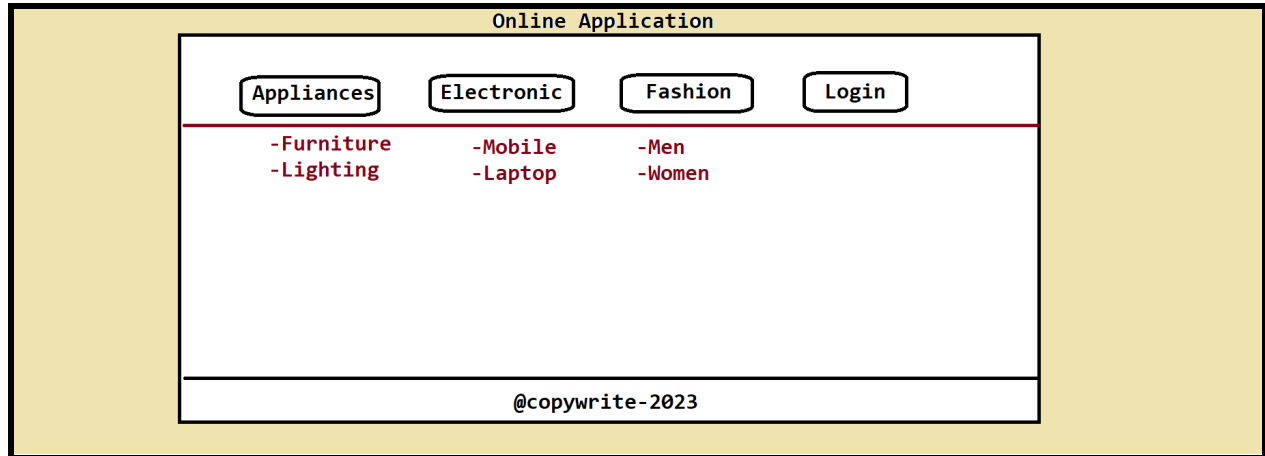 Online Application
Appliances Electronic Fashion Login
-Furniture -Mobile -Men
-Lighting -Laptop -Women
@copywrite-2023